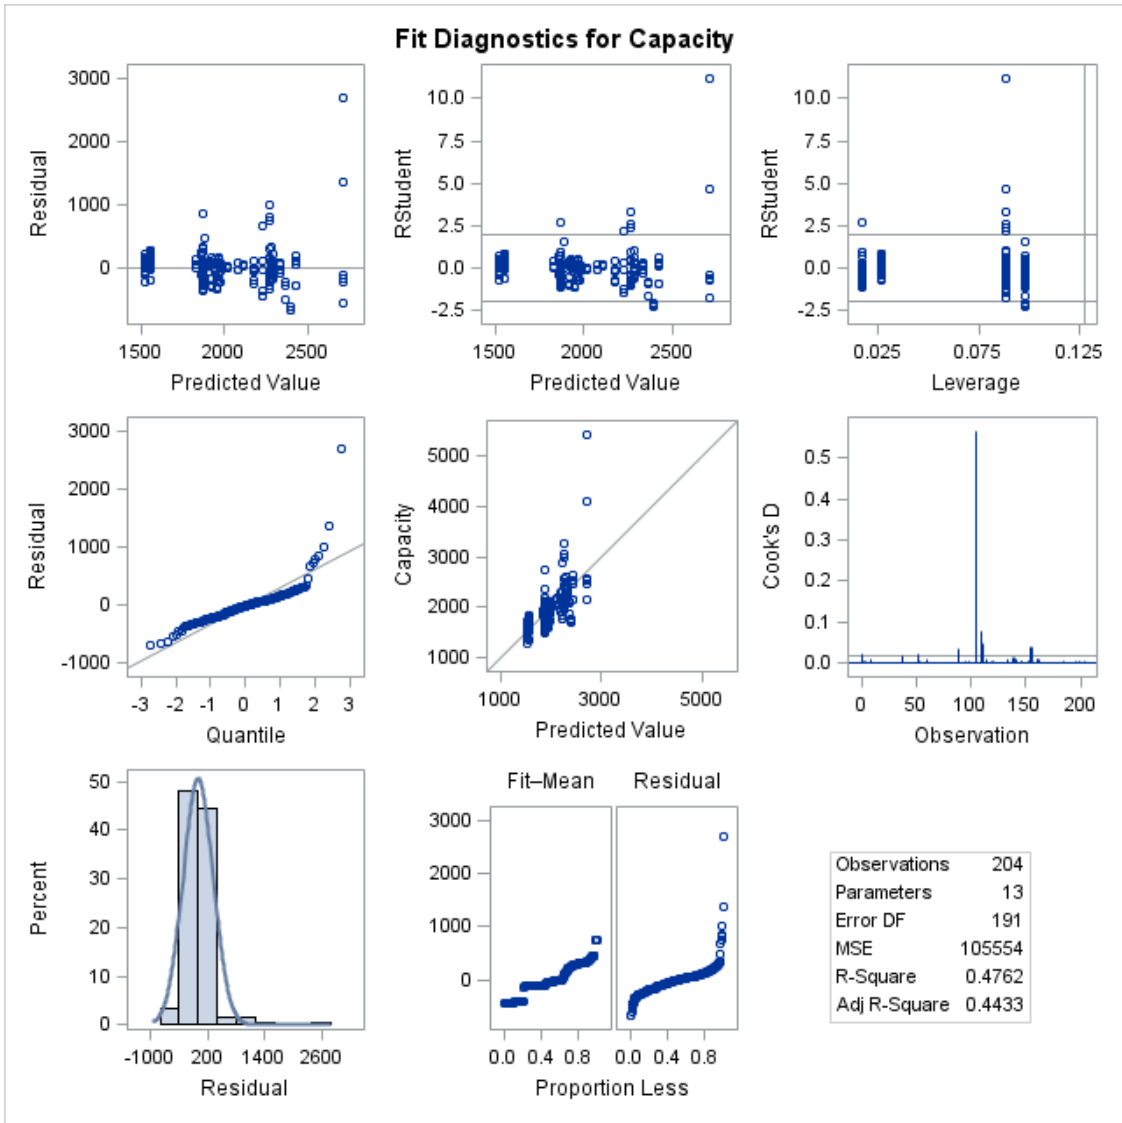 Fit Diagnostics for Capacity
3000
2000
1000
0
Residual
1500 2000 2500
Predicted Value
10.0
7.5
5.0
2.5
0.0
-2.5
RStudent
1500 2000 2500
Predicted Value
10.0
7.5
5.0
2.5
0.0
-2.5
RStudent
0.025 0.075 0.125
Leverage
3000
2000
1000
0
-1000
Residual
-3 -2 -1 0 1 2 3
Quantile
5000
4000
3000
2000
1000
Capacity
1000 3000 5000
Predicted Value
0.5
0.4
0.3
0.2
0.1
0.0
Cook's D
0 50 100 150 200
Observation
50
40
30
20
10
0
Percent
-1000 200 1400 2600
Residual
Fit–Mean Residual
3000
2000
1000
0
0.0 0.4 0.8 0.0 0.4 0.8
Proportion Less
Observations 204
Parameters 13
Error DF 191
MSE 105554
R-Square 0.4762
Adj R-Square 0.4433